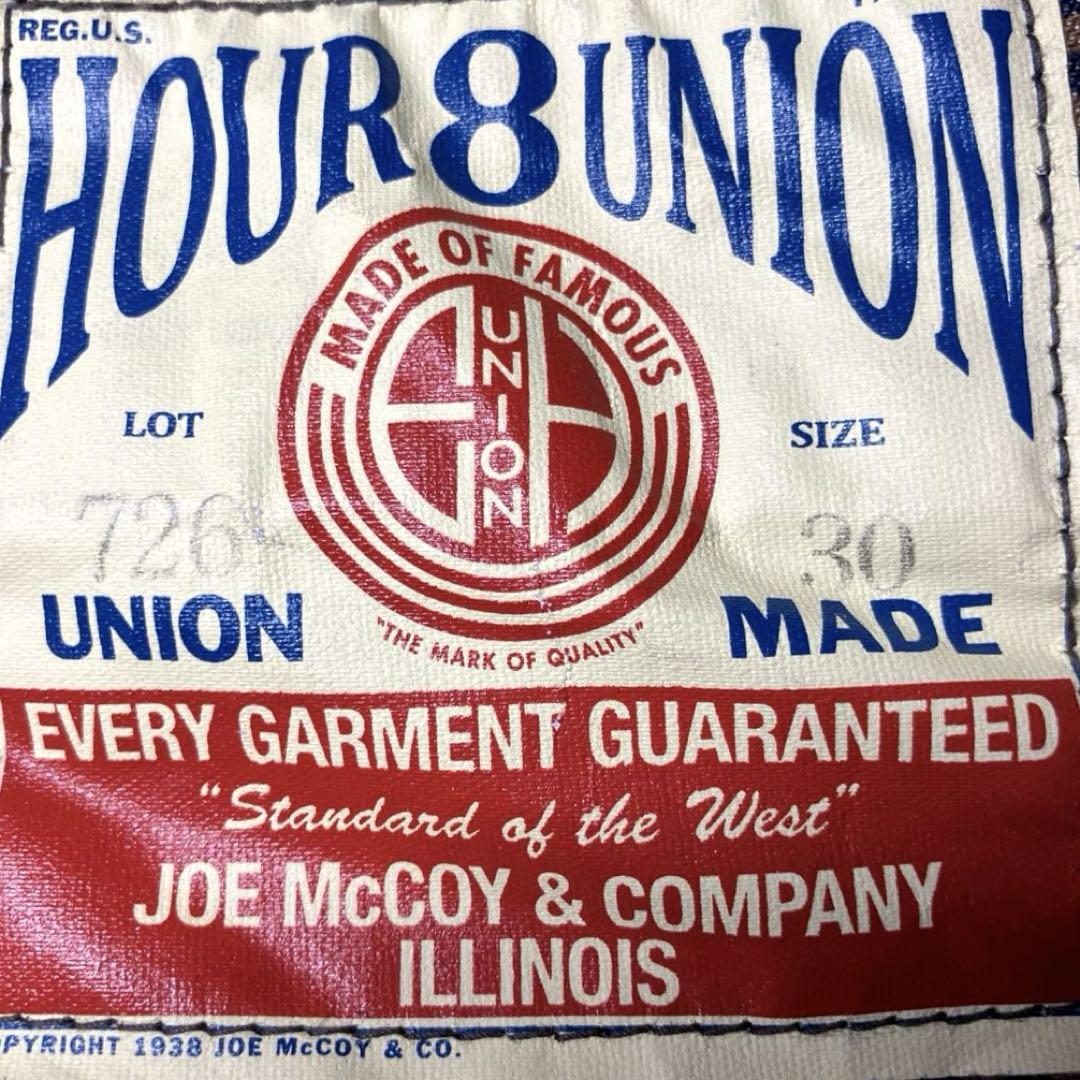 REG.U.S.
HOUR 8 UNION
MADE OF FAMOUS
UNION
LOT
SIZE
726
30
UNION
MADE
"THE MARK OF QUALITY"
EVERY GARMENT GUARANTEED
"Standard of the West"
JOE McCOY & COMPANY
ILLINOIS
PYRIGHT 1938 JOE McCOY & CO.